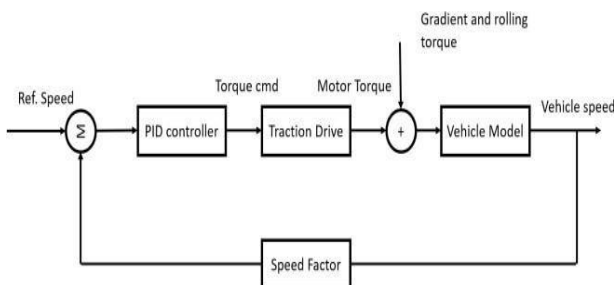 Gradient and rolling
torque
Ref. Speed
Torque cmd
Motor Torque
Vehicle speed
Σ
PID controller
Traction Drive
+
Vehicle Model
Speed Factor